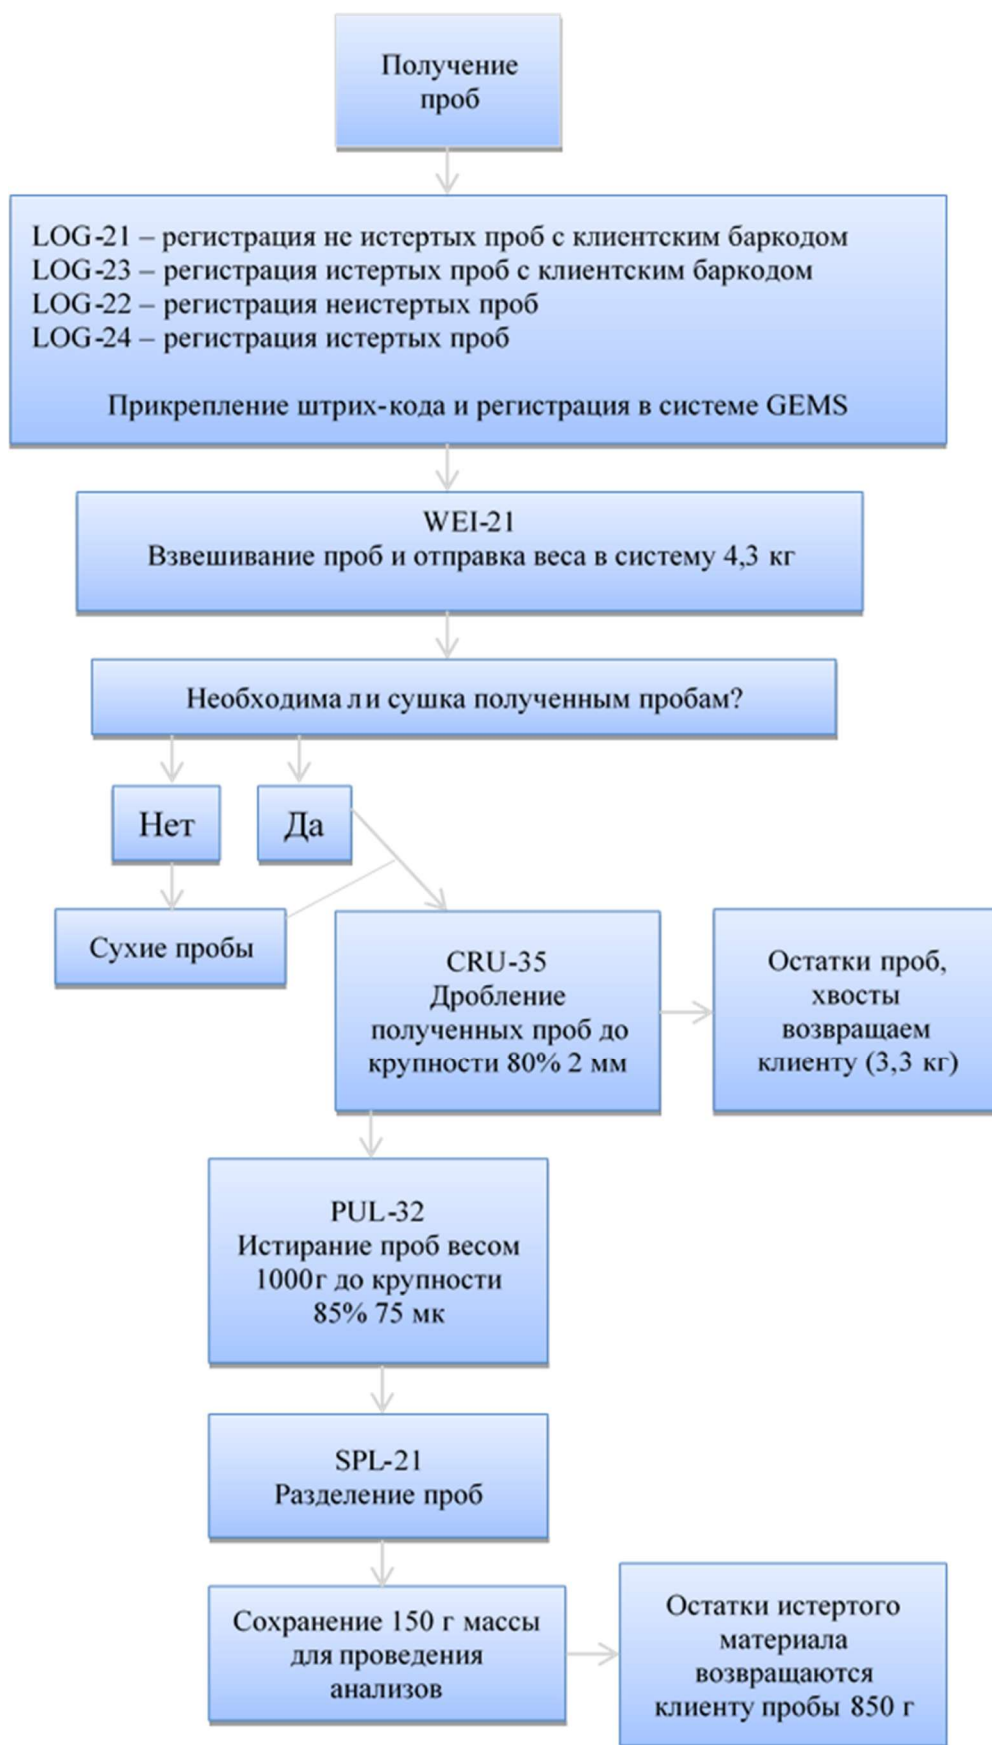 Получение
проб
LOG-21 – регистрация не истертых проб с клиентским баркодом
LOG-23 – регистрация истертых проб с клиентским баркодом
LOG-22 – регистрация неистертых проб
LOG-24 – регистрация истертых проб
Прикрепление штрих-кода и регистрация в системе GEMS
WEI-21
Взвешивание проб и отправка веса в систему 4,3 кг
Необходима ли сушка полученным пробам?
Нет
Да
Сухие пробы
CRU-35
Дробление
полученных проб до
крупности 80% 2 мм
Остатки проб,
хвосты
возвращаем
клиенту (3,3 кг)
PUL-32
Истирание проб весом
1000г до крупности
85% 75 мк
SPL-21
Разделение проб
Сохранение 150 г массы
для проведения
анализов
Остатки истертого
материала
возвращаются
клиенту пробы 850 г